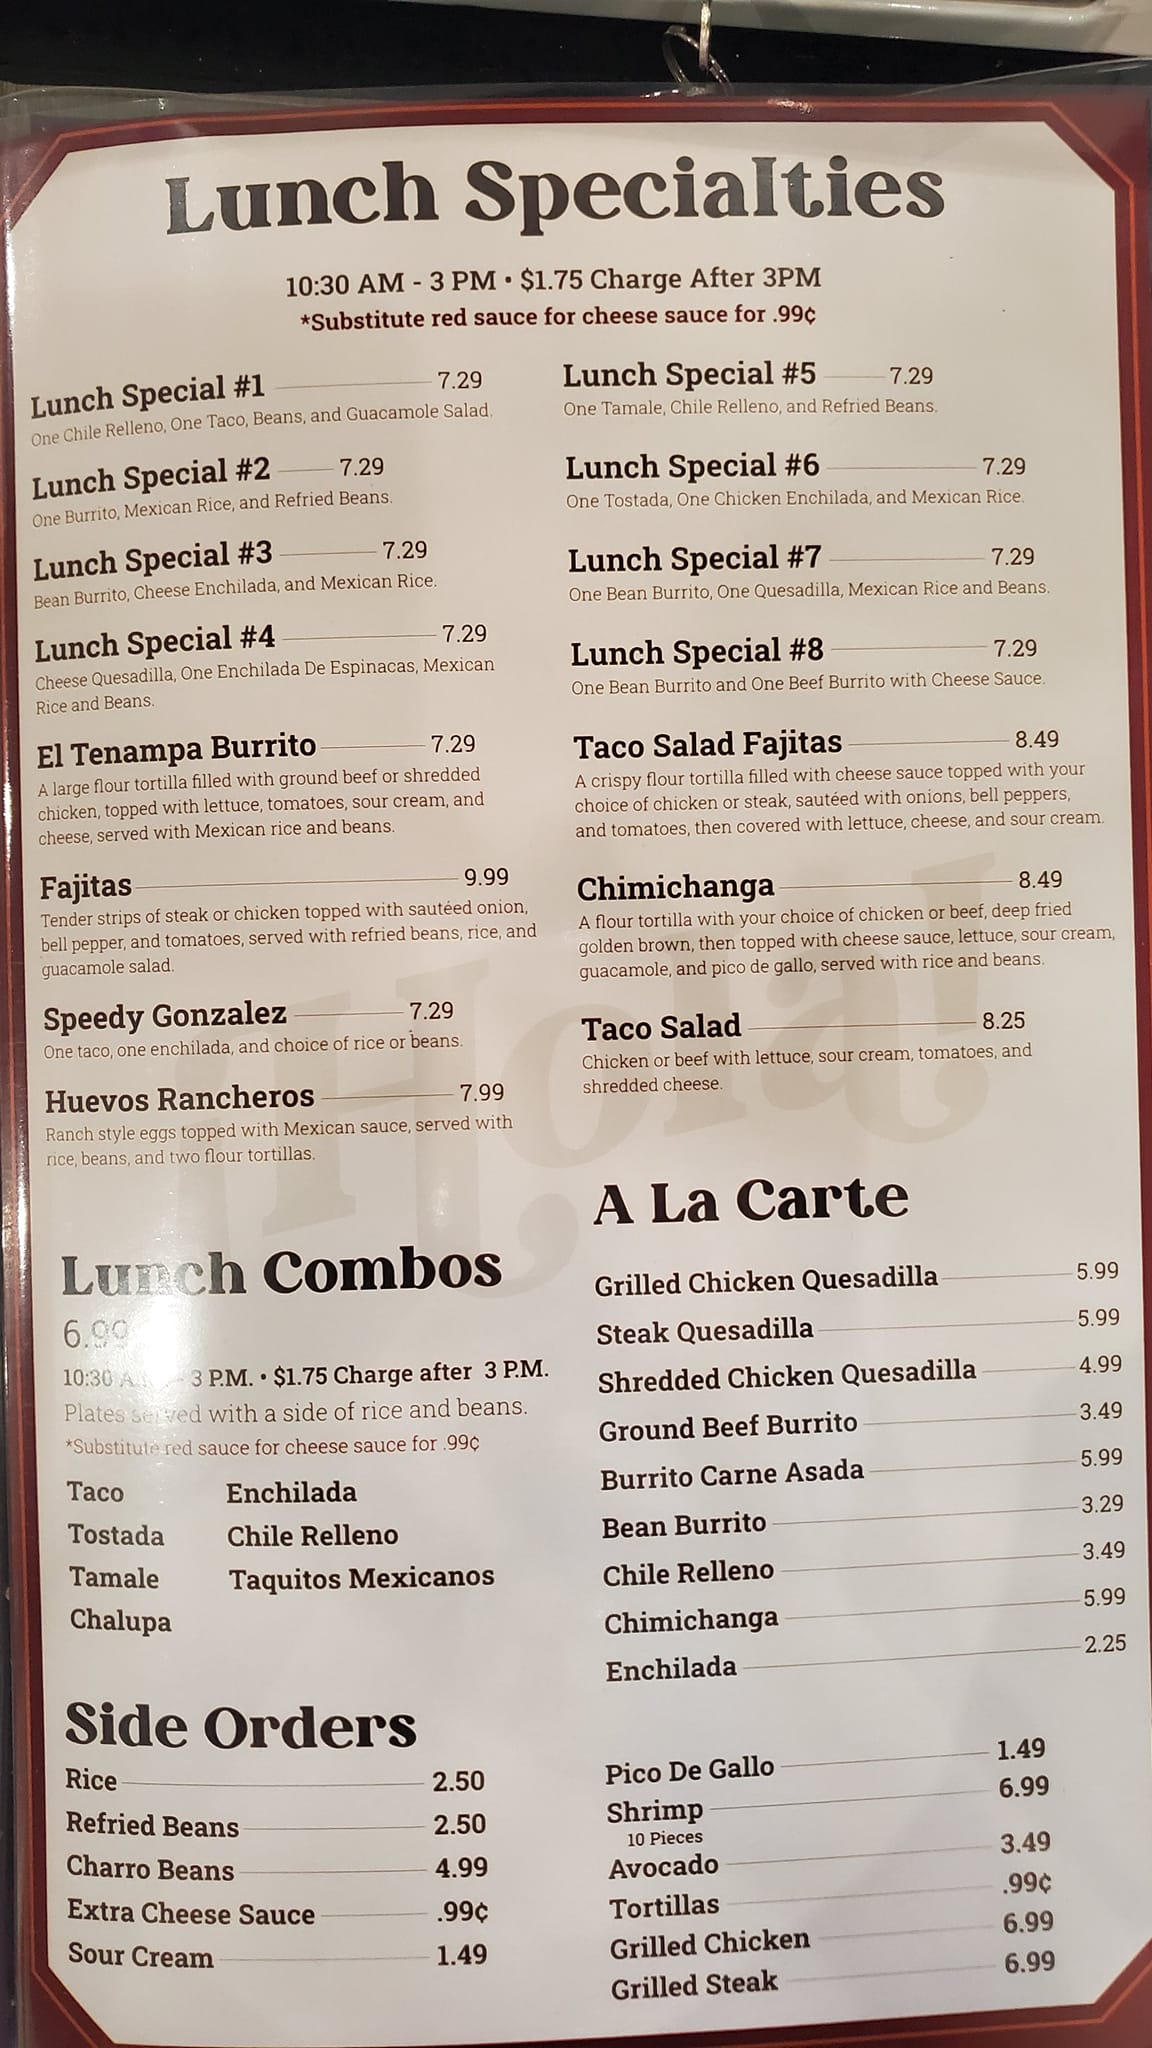 Lunch Specialties
10:30 AM - 3 PM • $1.75 Charge After 3PM
*Substitute red sauce for cheese sauce for .99¢
Lunch Special #1 7.29
One Chile Relleno, One Taco, Beans, and Guacamole Salad.
Lunch Special #2 7.29
One Burrito, Mexican Rice, and Refried Beans.
Lunch Special #3 7.29
Bean Burrito, Cheese Enchilada, and Mexican Rice.
Lunch Special #4 7.29
Cheese Quesadilla, One Enchilada De Espinacas, Mexican
Rice and Beans.
El Tenampa Burrito 7.29
A large flour tortilla filled with ground beef or shredded
chicken, topped with lettuce, tomatoes, sour cream, and
cheese, served with Mexican rice and beans.
Fajitas 9.99
Tender strips of steak or chicken topped with sautéed onion,
bell pepper, and tomatoes, served with refried beans, rice, and
guacamole salad.
Speedy Gonzalez 7.29
One taco, one enchilada, and choice of rice or beans.
Huevos Rancheros 7.99
Ranch style eggs topped with Mexican sauce, served with
rice, beans, and two flour tortillas.
Lunch Special #5 7.29
One Tamale, Chile Relleno, and Refried Beans.
Lunch Special #6 7.29
One Tostada, One Chicken Enchilada, and Mexican Rice.
Lunch Special #7 7.29
One Bean Burrito, One Quesadilla, Mexican Rice and Beans.
Lunch Special #8 7.29
One Bean Burrito and One Beef Burrito with Cheese Sauce.
Taco Salad Fajitas 8.49
A crispy flour tortilla filled with cheese sauce topped with your
choice of chicken or steak, sautéed with onions, bell peppers,
and tomatoes, then covered with lettuce, cheese, and sour cream.
Chimichanga 8.49
A flour tortilla with your choice of chicken or beef, deep fried
golden brown, then topped with cheese sauce, lettuce, sour cream,
guacamole, and pico de gallo, served with rice and beans.
Taco Salad 8.25
Chicken or beef with lettuce, sour cream, tomatoes, and
shredded cheese.
¡Hola!
Lunch Combos
6.99
10:30 A.M. - 3 P.M. • $1.75 Charge after 3 P.M.
Plates served with a side of rice and beans.
*Substitute red sauce for cheese sauce for .99¢
Taco Enchilada
Tostada Chile Relleno
Tamale Taquitos Mexicanos
Chalupa
A La Carte
Grilled Chicken Quesadilla 5.99
Steak Quesadilla 5.99
Shredded Chicken Quesadilla 4.99
Ground Beef Burrito 3.49
Burrito Carne Asada 5.99
Bean Burrito 3.29
Chile Relleno 3.49
Chimichanga 5.99
Enchilada 2.25
Side Orders
Rice 2.50
Refried Beans 2.50
Charro Beans 4.99
Extra Cheese Sauce .99¢
Sour Cream 1.49
Pico De Gallo 1.49
Shrimp 6.99
10 Pieces
Avocado 3.49
Tortillas .99¢
Grilled Chicken 6.99
Grilled Steak 6.99